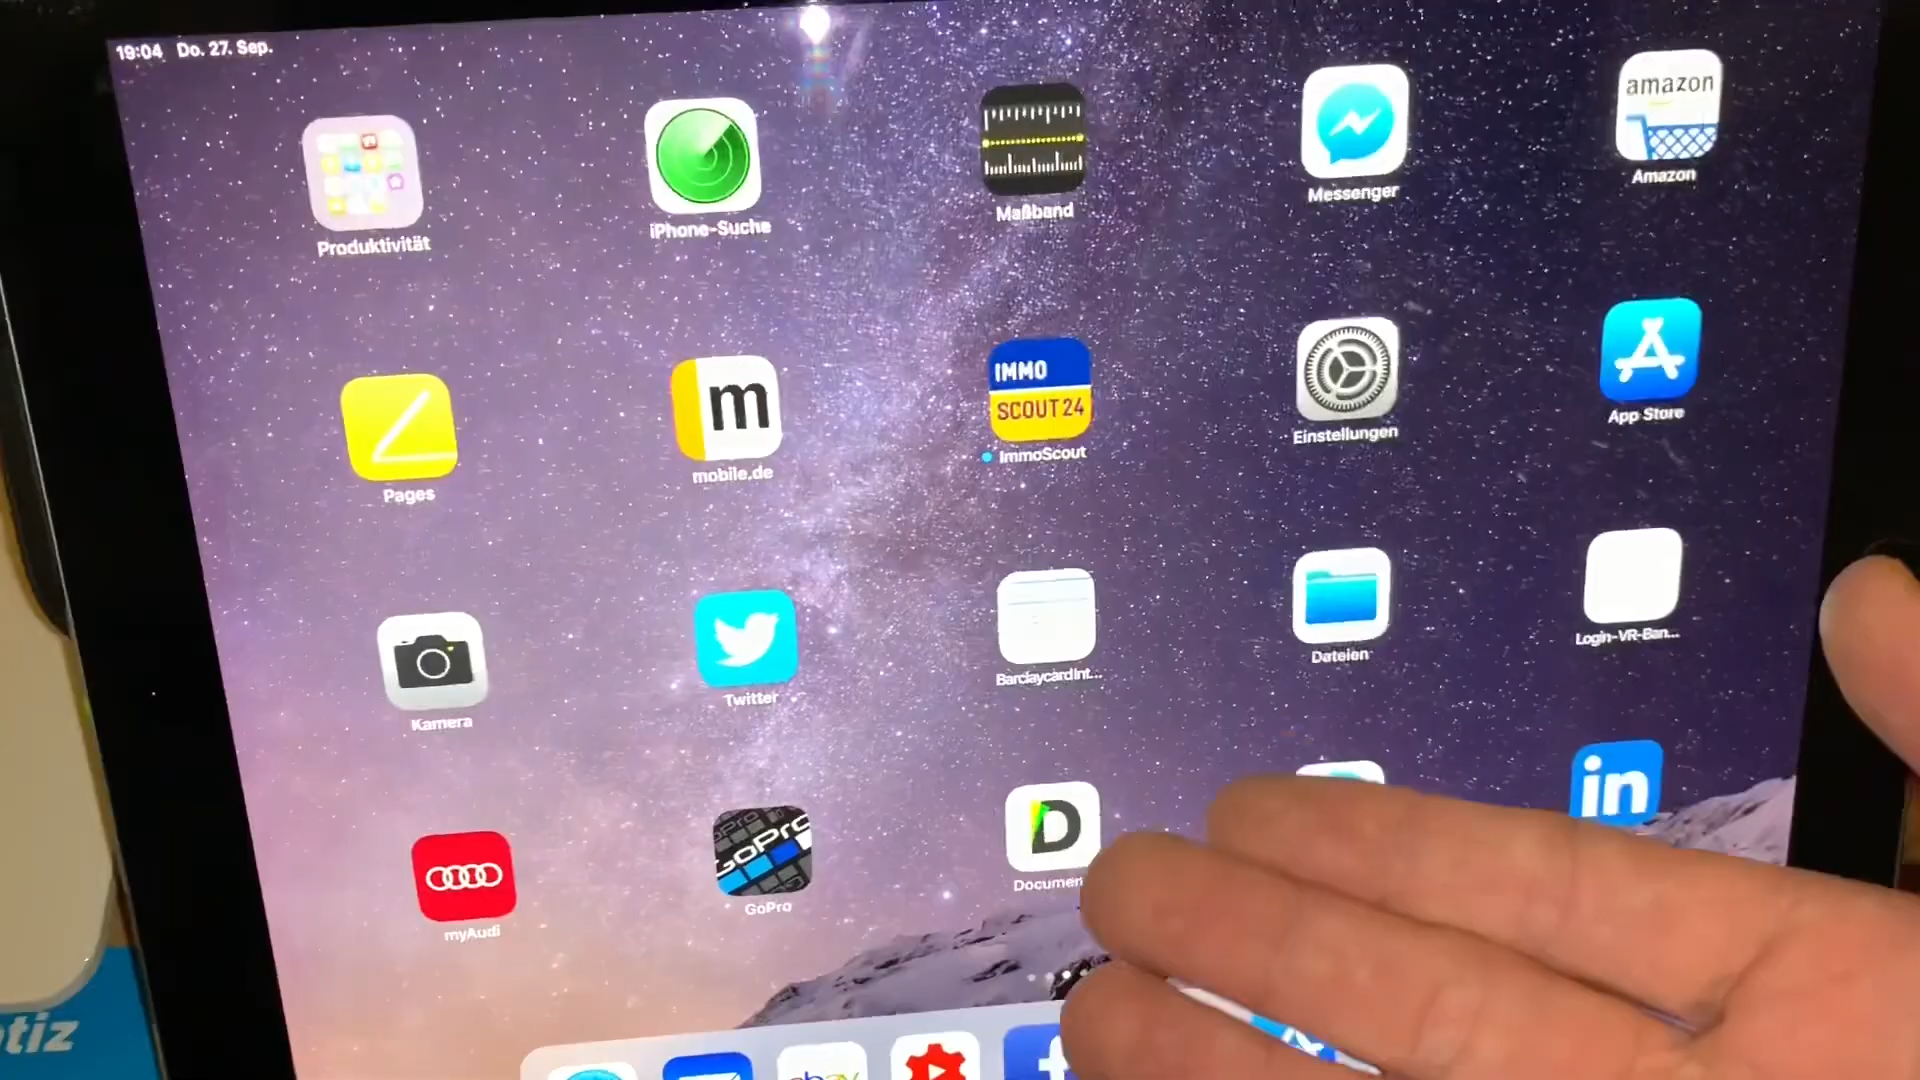 19:04 Do. 27. Sep.
amazon
Produktivität
iPhone-Suche
Maßband
Messenger
Amazon
m
IMMO
SCOUT24
Pages
mobile.de
ImmoScout
Einstellungen
App Store
Kamera
Twitter
BarclaycardInt...
Dateien
Login-VR-Ban...
GoPro
D
in
myAudi
GoPro
Documen
ebay
f
tiz